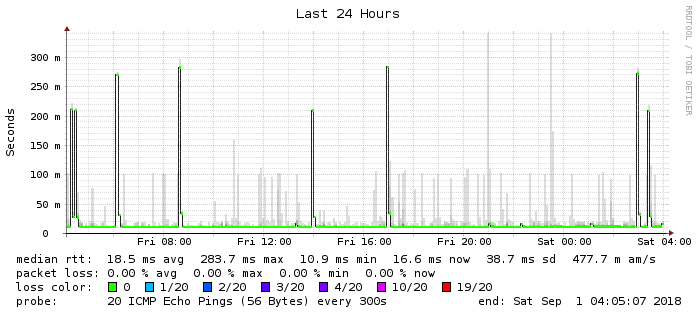 Last 24 Hours
RRDTOOL / TOBI OETIKER
Seconds
300 m
250 m
200 m
150 m
100 m
50 m
0
Fri 08:00 Fri 12:00 Fri 16:00 Fri 20:00 Sat 00:00 Sat 04:00
median rtt: 18.5 ms avg 283.7 ms max 10.9 ms min 16.6 ms now 38.7 ms sd 477.7 m am/s
packet loss: 0.00 % avg 0.00 % max 0.00 % min 0.00 % now
loss color: 0 1/20 2/20 3/20 4/20 10/20 19/20
probe: 20 ICMP Echo Pings (56 Bytes) every 300s end: Sat Sep 1 04:05:07 2018